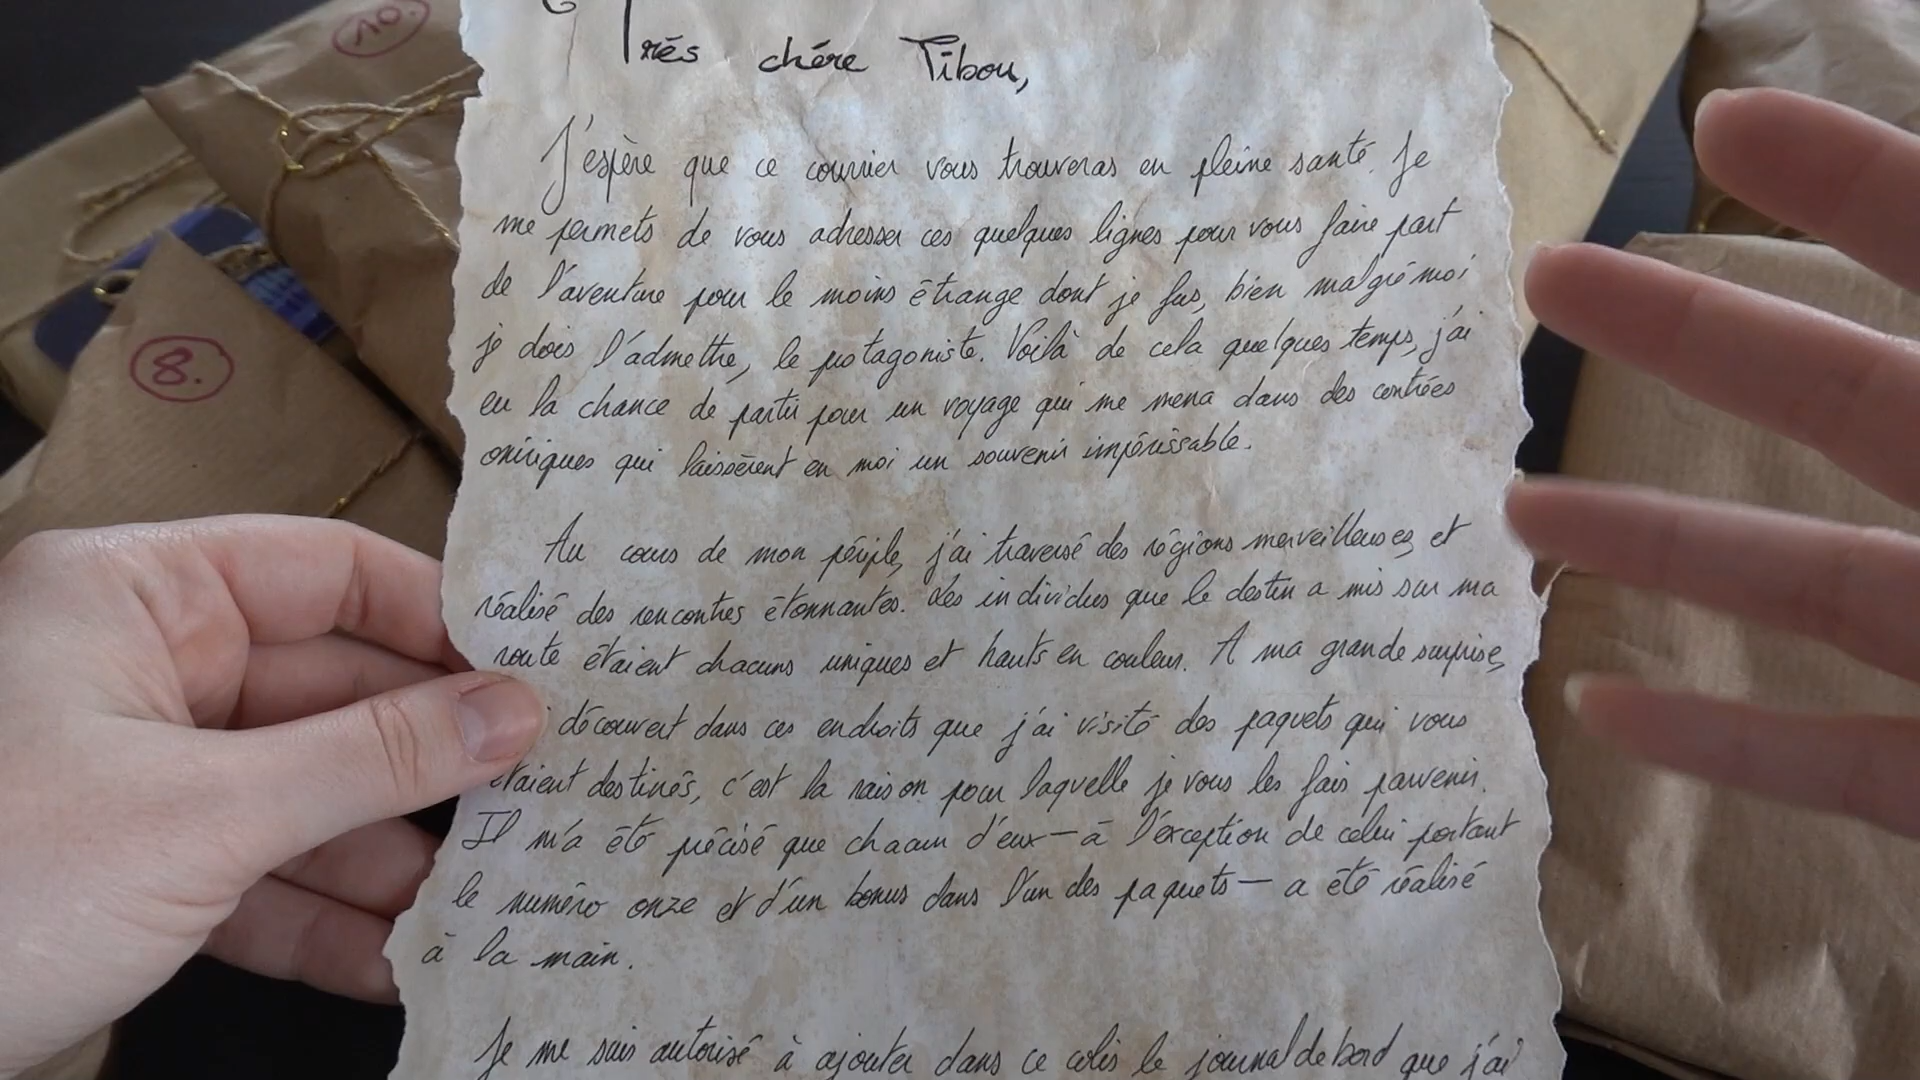 10.
8.
Très chére Tibou,
J'espère que ce courrier vous trouveras en pleine santé. Je
me permets de vous adresser ces quelques lignes pour vous faire part
de l'aventure pour le moins étrange dont je fus, bien malgré moi
je dois l'admettre, le protagoniste. Voilà de cela quelques temps, j'ai
eu la chance de partir pour un voyage qui me mena dans des contrées
oniriques qui laissèrent en moi un souvenir impérissable.
Au cours de mon périple, j'ai traversé des régions merveilleuses, et
réalisé des rencontres étonnantes. Les individus que le destin a mis sur ma
route étaient chacuns uniques et hauts en couleur. A ma grande surprise,
découvert dans ces endroits que j'ai visité des paquets qui vous
étaient destinés, c'est la raison pour laquelle je vous les fais parvenir.
Il m'a été précisé que chacun d'eux — à l'éxception de celui portant
le numéro onze et d'un bonus dans l'un des paquets — a été réalisé
à la main.
Je me suis autorisé à ajouter dans ce colis le journal de bord que j'ai